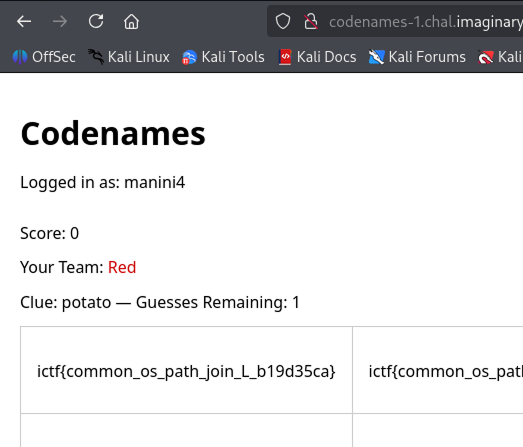 codenames-1.chal.imaginary
OffSec Kali Linux Kali Tools Kali Docs Kali Forums Kali
Codenames
Logged in as: manini4
Score: 0
Your Team: Red
Clue: potato — Guesses Remaining: 1
ictf{common_os_path_join_L_b19d35ca} ictf{common_os_path